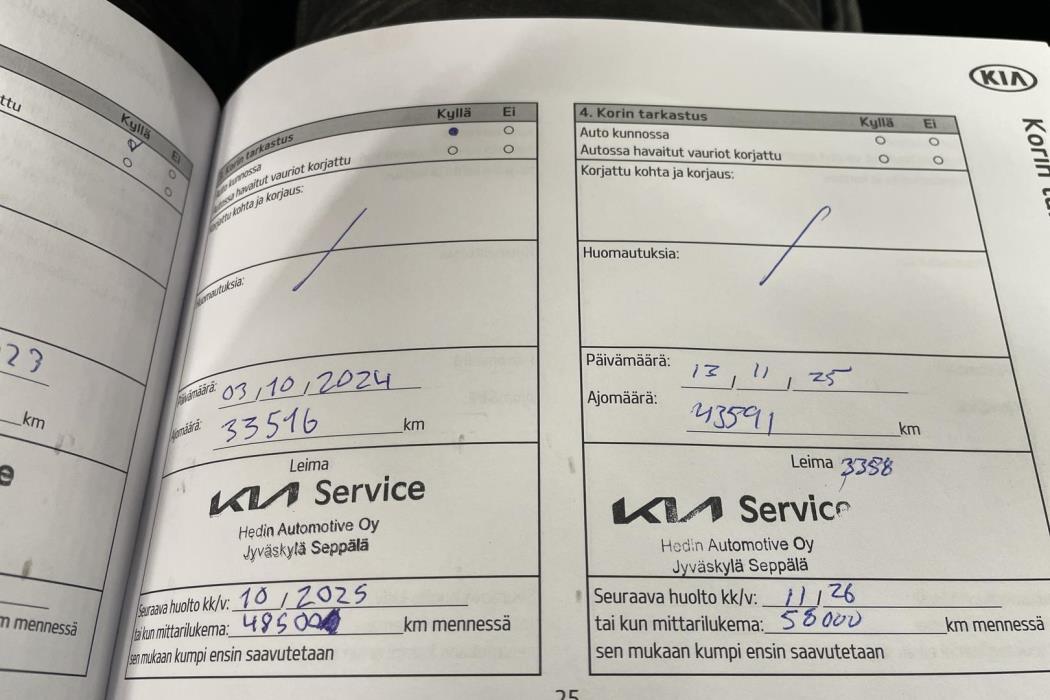 ttu
Kyllä
Ei
23
km
e
m mennessä
KIA
Korin
3. Korin tarkastus Kyllä Ei
Auto kunnossa
Autossa havaitut vauriot korjattu
Korjattu kohta ja korjaus:
Huomautuksia:
Päivämäärä: 03, 10, 2024
Ajomäärä: 33516 km
Leima
KIA Service
Hedin Automotive Oy
Jyväskylä Seppälä
Seuraava huolto kk/v: 10, 2025
tai kun mittarilukema: km mennessä
sen mukaan kumpi ensin saavutetaan
4. Korin tarkastus Kyllä Ei
Auto kunnossa
Autossa havaitut vauriot korjattu
Korjattu kohta ja korjaus:
Huomautuksia:
Päivämäärä: 13, 11, 25
Ajomäärä: 43591 km
Leima 3358
KIA Service
Hedin Automotive Oy
Jyväskylä Seppälä
Seuraava huolto kk/v: 11, 26
tai kun mittarilukema: 58000 km mennessä
sen mukaan kumpi ensin saavutetaan
25